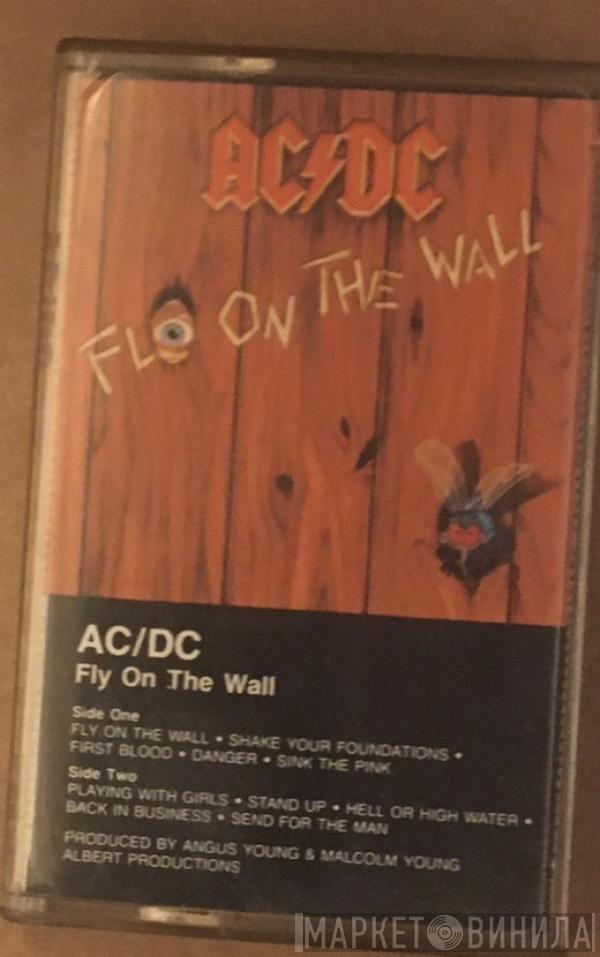 AC/DC
FLY ON THE WALL
AC/DC
Fly On The Wall
Side One
FLY ON THE WALL • SHAKE YOUR FOUNDATIONS •
FIRST BLOOD • DANGER • SINK THE PINK
Side Two
PLAYING WITH GIRLS • STAND UP • HELL OR HIGH WATER •
BACK IN BUSINESS • SEND FOR THE MAN
PRODUCED BY ANGUS YOUNG & MALCOLM YOUNG
ALBERT PRODUCTIONS
МАРКЕТ ВИНИЛА